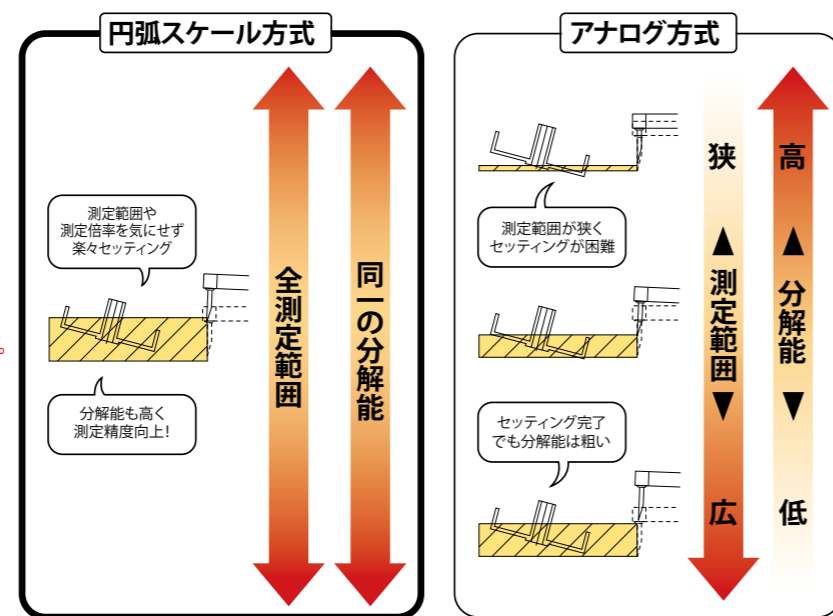 円弧スケール方式
測定範囲や
測定倍率を気にせず
楽々セッティング
分解能も高く
測定精度向上!
全測定範囲
同一の分解能
アナログ方式
測定範囲が狭く
セッティングが困難
セッティング完了
でも分解能は粗い
狭
▲
測定範囲
▼
広
高
▲
分解能
▼
低
。